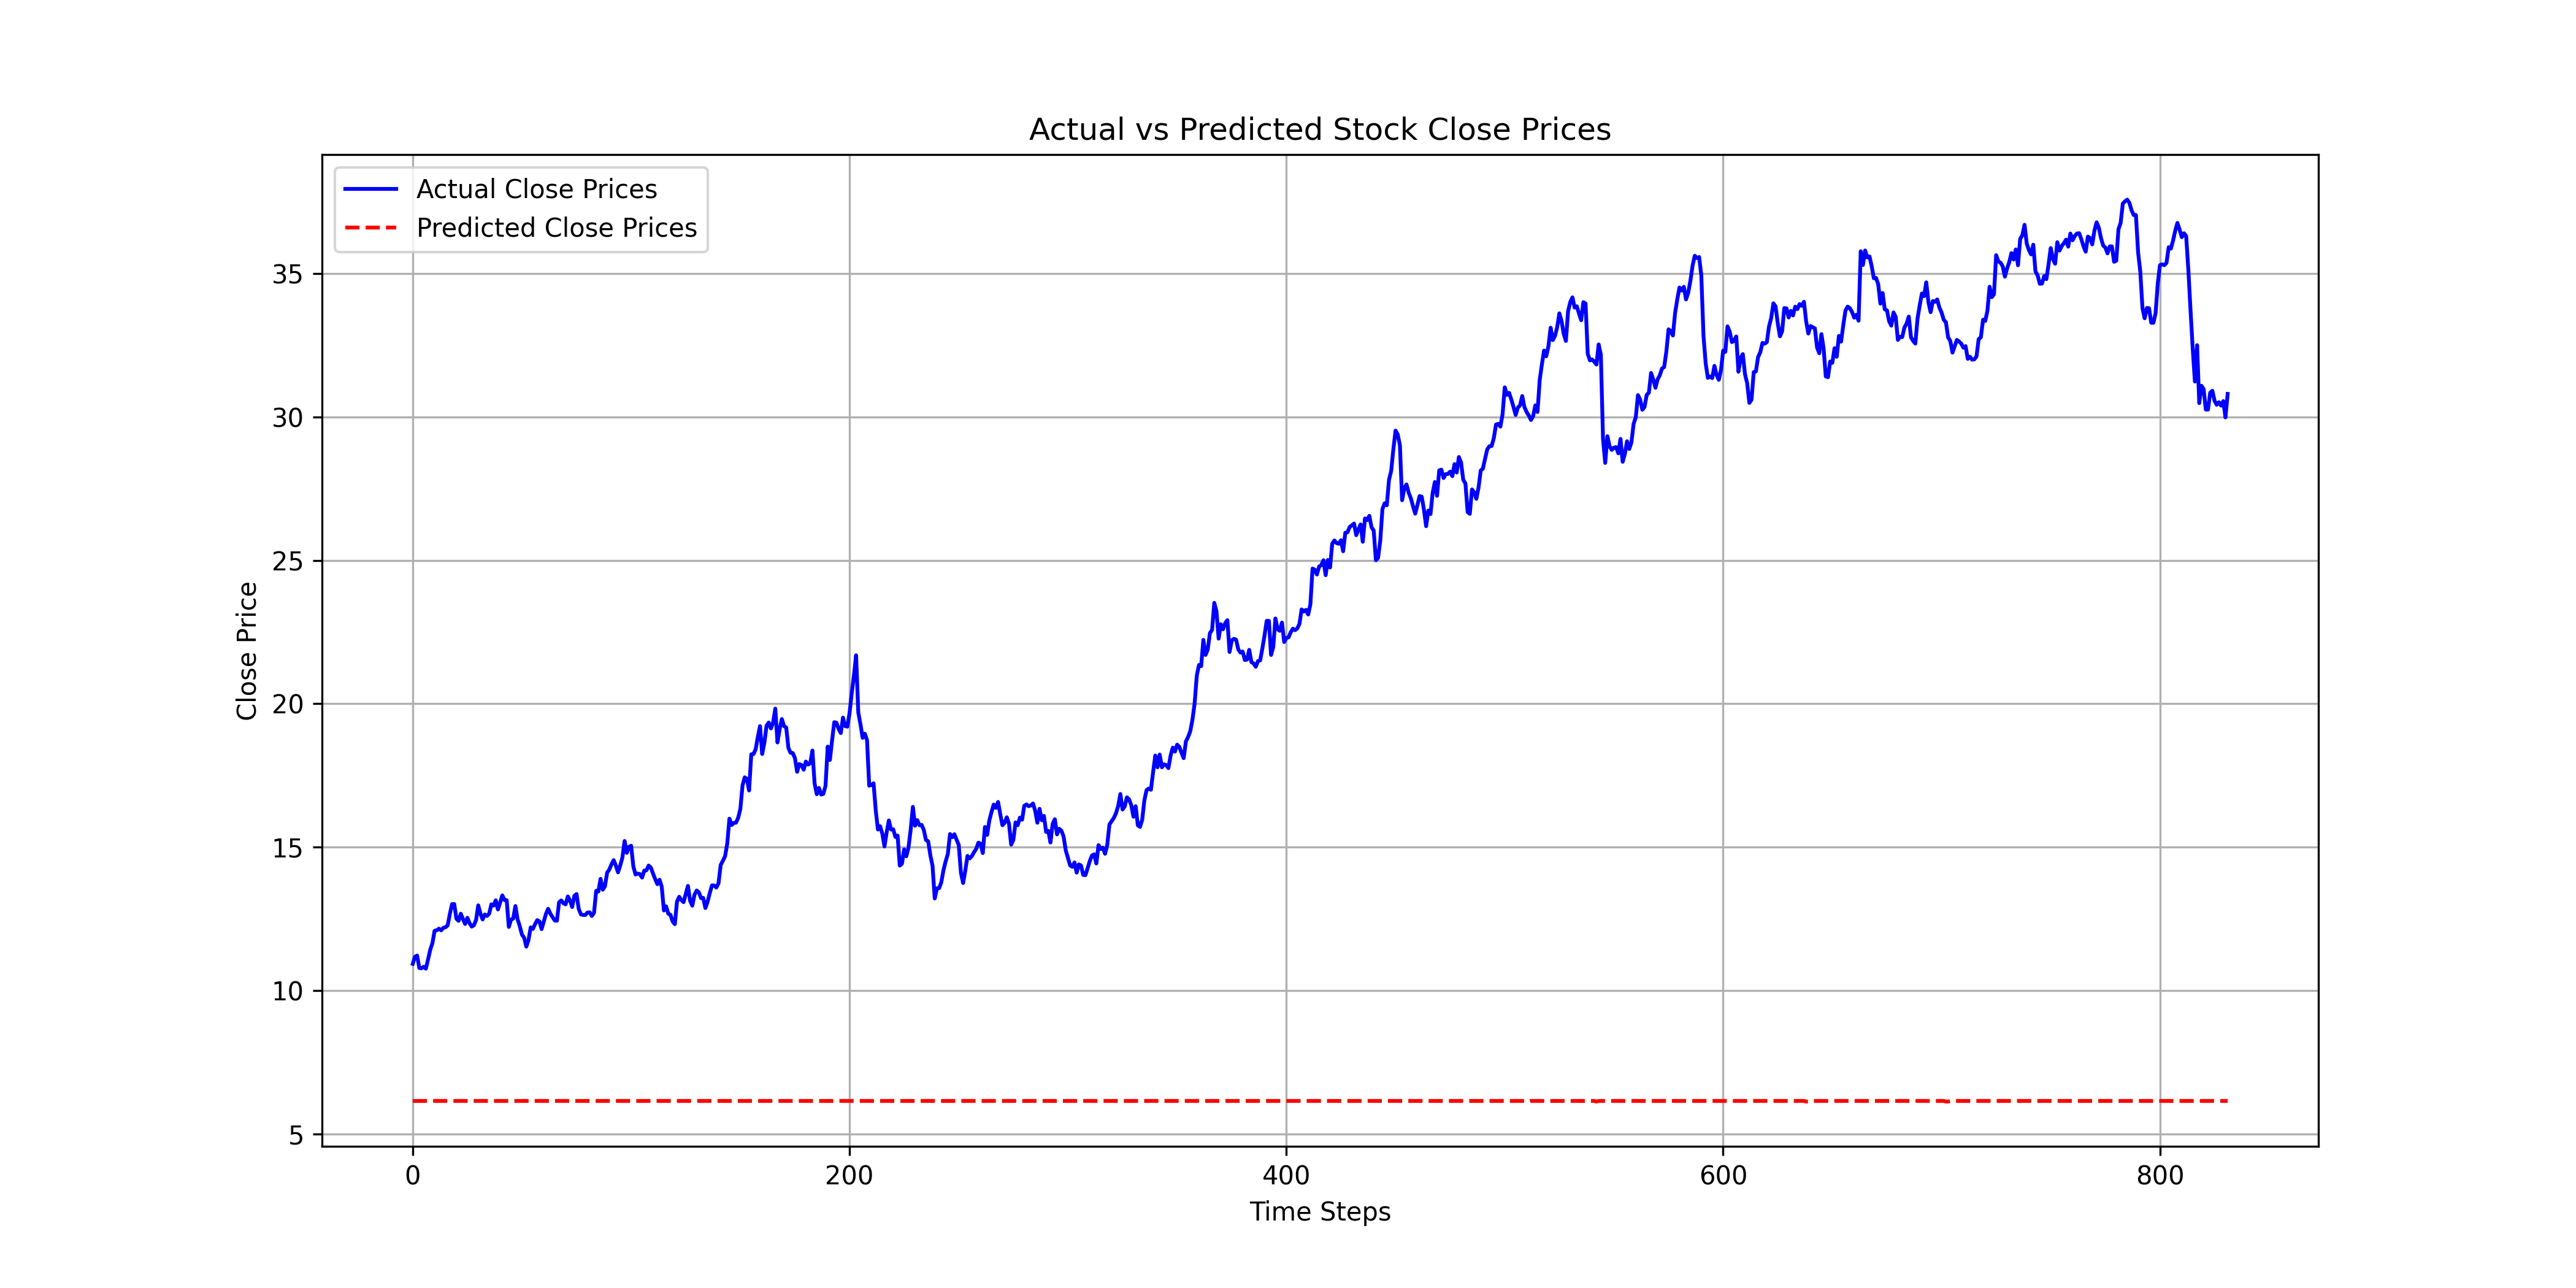 Actual vs Predicted Stock Close Prices
Actual Close Prices
Predicted Close Prices
Close Price
35
30
25
20
15
10
5
0 200 400 600 800
Time Steps